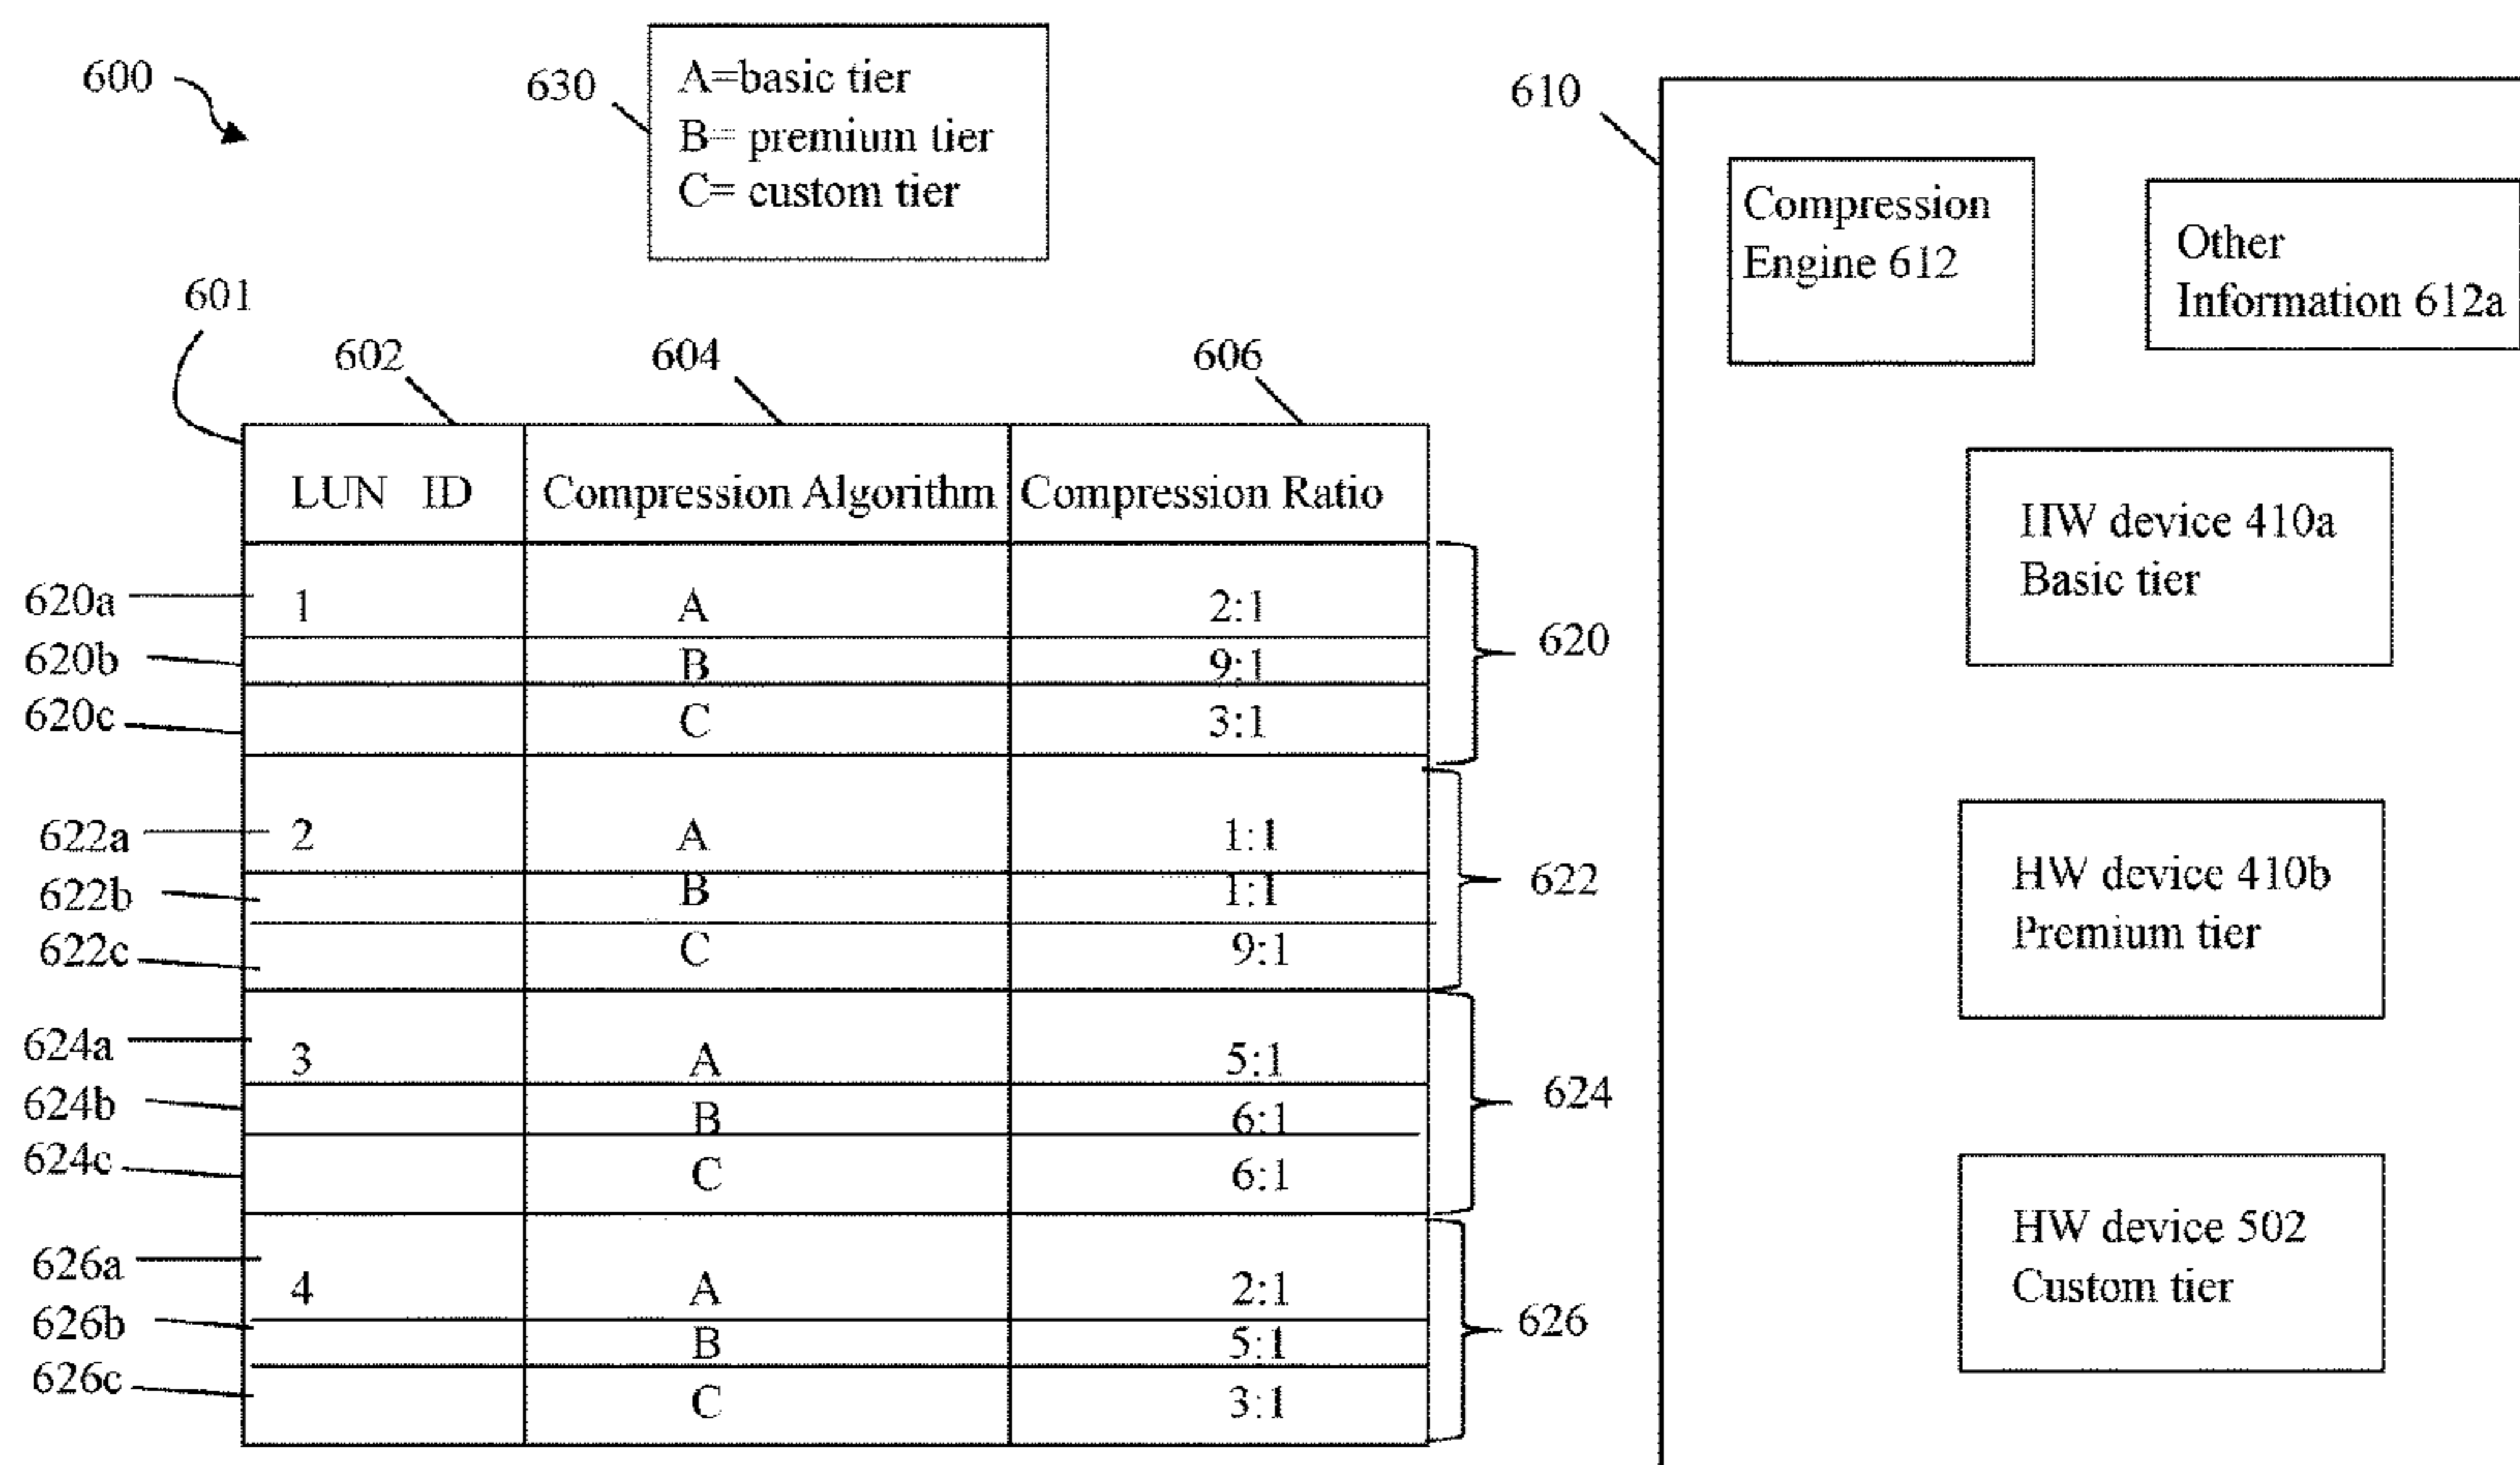 600
630
A=basic tier
B= premium tier
C= custom tier
610
Compression
Engine 612
Other
Information 612a
601
602
604
606
LUN ID Compression Algorithm Compression Ratio
620a 1 A 2:1
620b B 9:1
620c C 3:1
620
622a 2 A 1:1
622b B 1:1
622c C 9:1
622
624a 3 A 5:1
624b B 6:1
624c C 6:1
624
626a 4 A 2:1
626b B 5:1
626c C 3:1
626
HW device 410a
Basic tier
HW device 410b
Premium tier
HW device 502
Custom tier